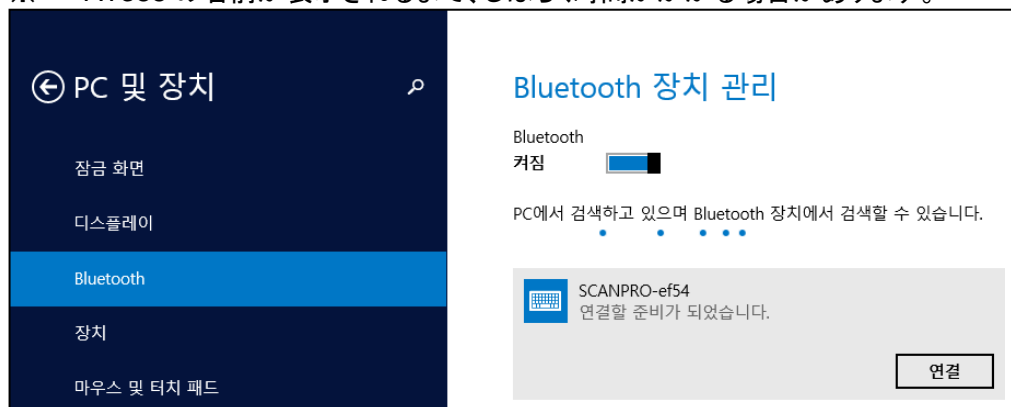 PC 및 장치
잠금 화면
디스플레이
Bluetooth
장치
마우스 및 터치 패드
Bluetooth 장치 관리
Bluetooth
켜짐
PC에서 검색하고 있으며 Bluetooth 장치에서 검색할 수 있습니다.
SCANPRO-ef54
연결할 준비가 되었습니다.
연결